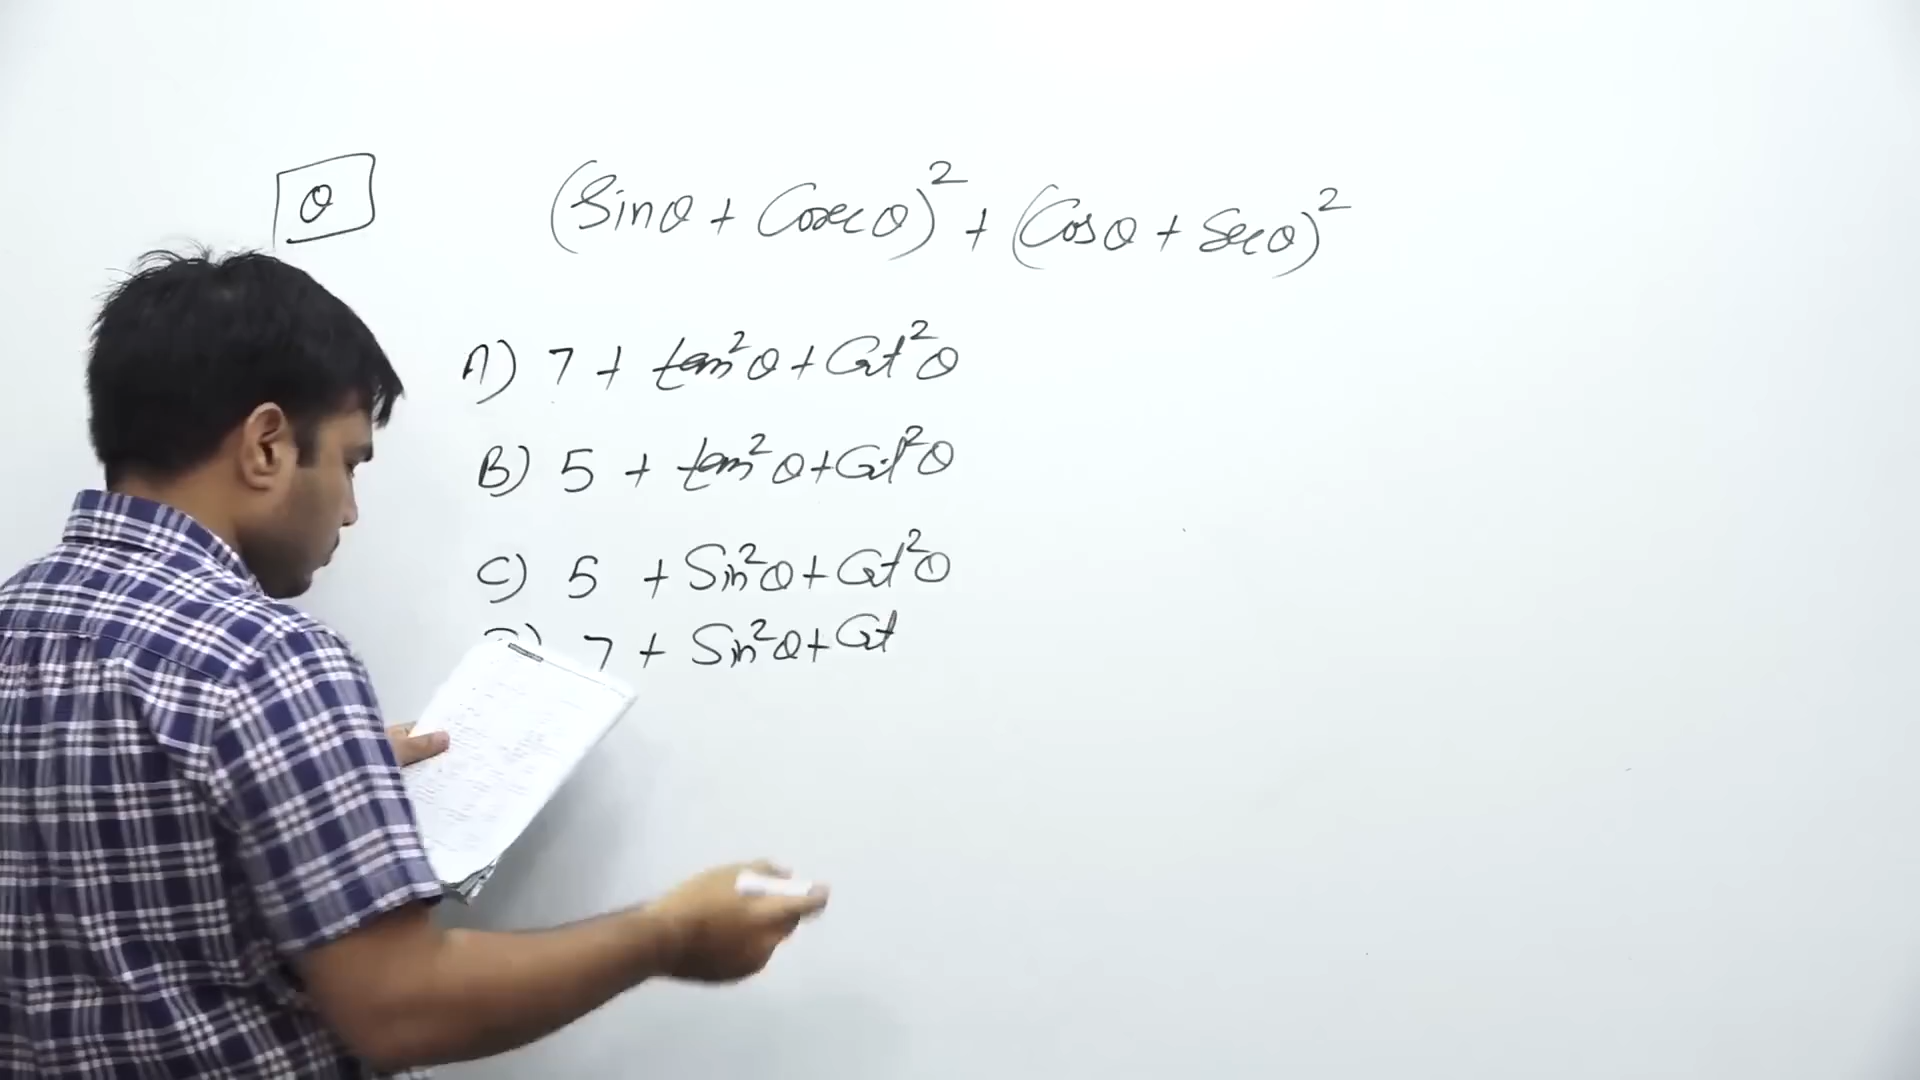 Q (Sinθ + Cosecθ)² + (Cosθ + Secθ)²
A) 7 + tan²θ + Cot²θ
B) 5 + tan²θ + Cot²θ
C) 5 + Sin²θ + Cot²θ
D) 7 + Sin²θ + Cot